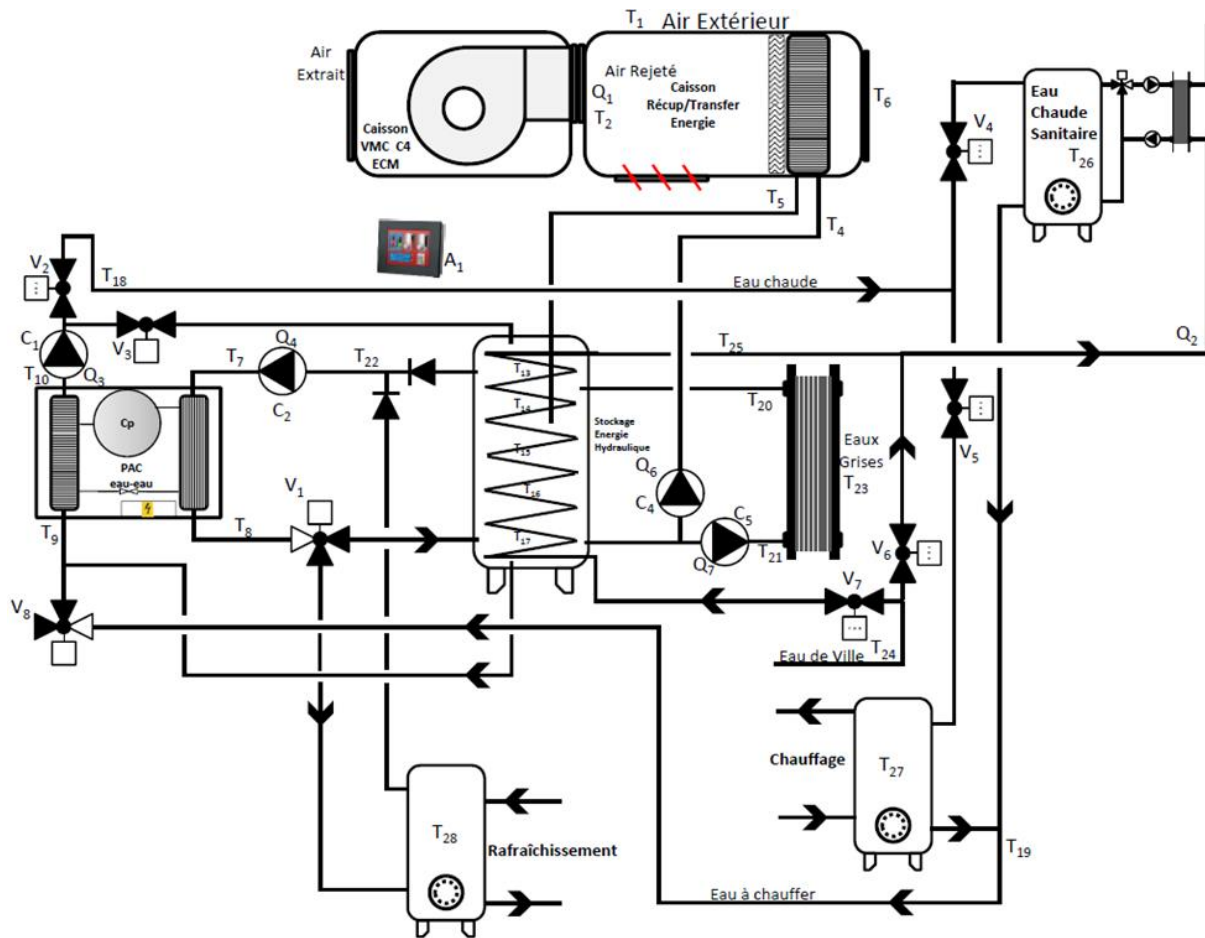 T1 Air Extérieur
Air
Extrait
Air Rejeté
Q1
T2
Caisson
Récup/Transfer
Energie
T6
Caisson
VMC C4
ECM
Eau
Chaude
Sanitaire
T26
V4
T5
T4
A1
V2
T18
Eau chaude
C1
V3
Q4
T7
T22
C2
T25
Q2
T10
Q3
T13
T14
T15
T16
T17
Stockage
Energie
Hydraulique
T20
Cp
PAC
eau-eau
Eaux
Grises
T23
V5
Q6
C4
C5
V1
T9
T8
T21
Q7
V6
V7
V8
Eau de Ville
T24
Chauffage
T27
T28
Rafraîchissement
T19
Eau à chauffer